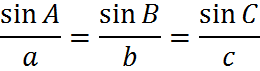 sin A / a = sin B / b = sin C / c